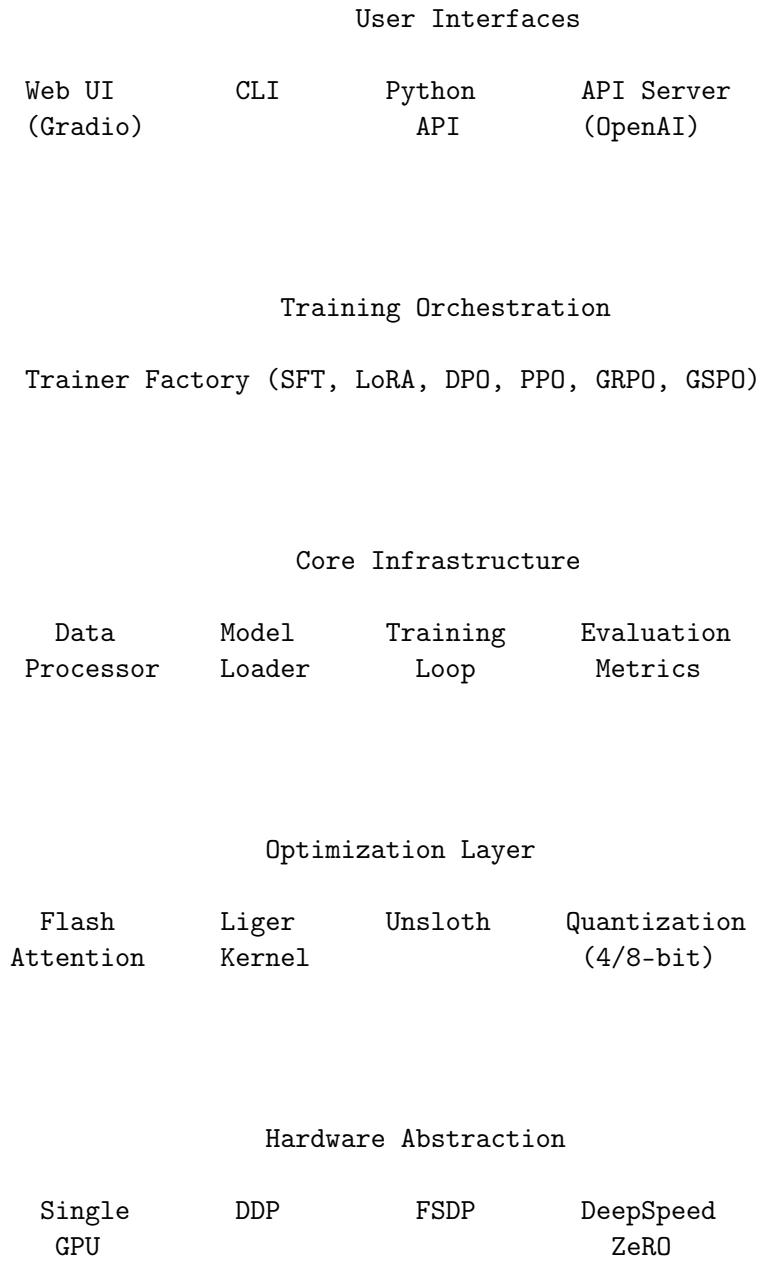 User Interfaces
Web UI CLI Python API Server
(Gradio) API (OpenAI)
Training Orchestration
Trainer Factory (SFT, LoRA, DPO, PPO, GRPO, GSPO)
Core Infrastructure
Data Model Training Evaluation
Processor Loader Loop Metrics
Optimization Layer
Flash Liger Unsloth Quantization
Attention Kernel (4/8-bit)
Hardware Abstraction
Single DDP FSDP DeepSpeed
GPU ZeRO